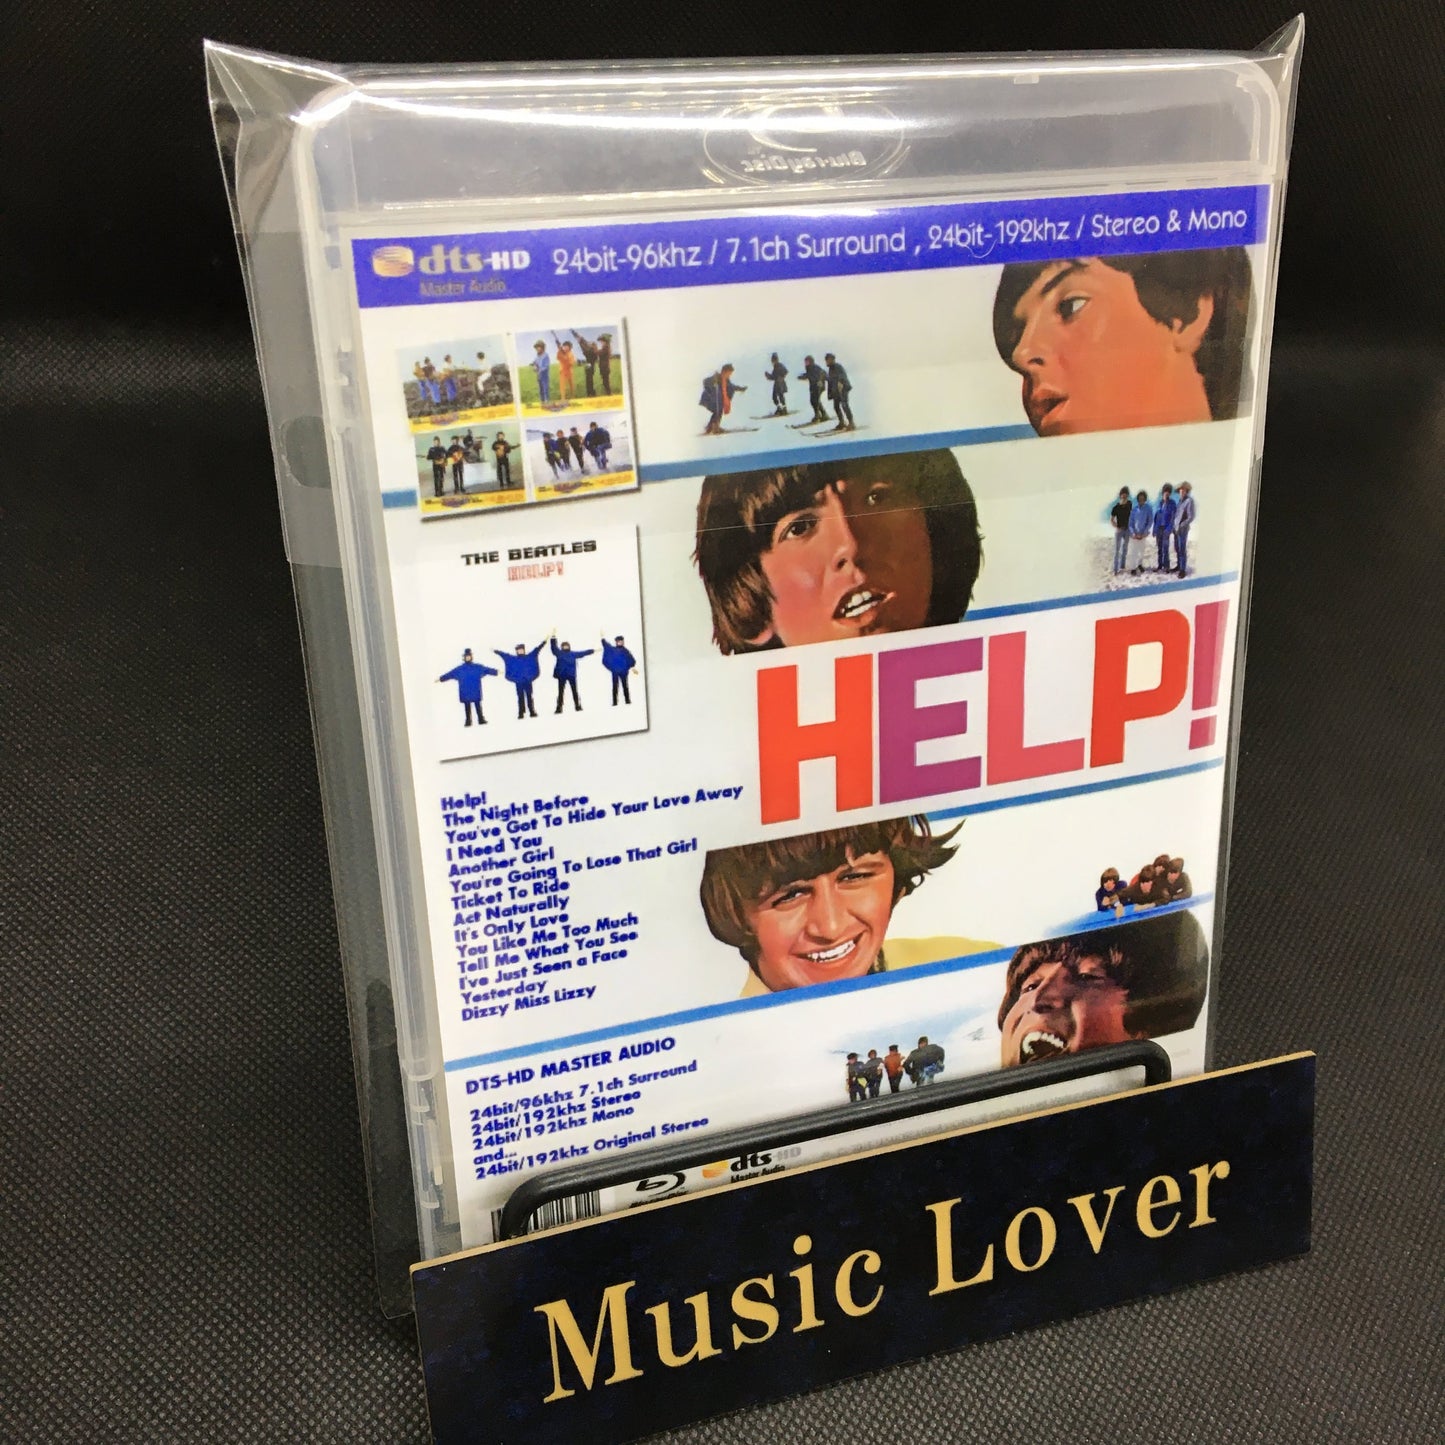 Blu-ray Disc
dts-HD
Master Audio
24bit-96khz / 7.1ch Surround , 24bit-192khz / Stereo & Mono
THE BEATLES
HELP!
HELP!
Help!
The Night Before
You've Got To Hide Your Love Away
I Need You
Another Girl
You're Going To Lose That Girl
Ticket To Ride
Act Naturally
It's Only Love
You Like Me Too Much
Tell Me What You See
I've Just Seen a Face
Yesterday
Dizzy Miss Lizzy
DTS-HD MASTER AUDIO
24bit/96khz 7.1ch Surround
24bit/192khz Stereo
24bit/192khz Mono
and...
24bit/192khz Original Stereo
dts-HD
Master Audio
Music Lover